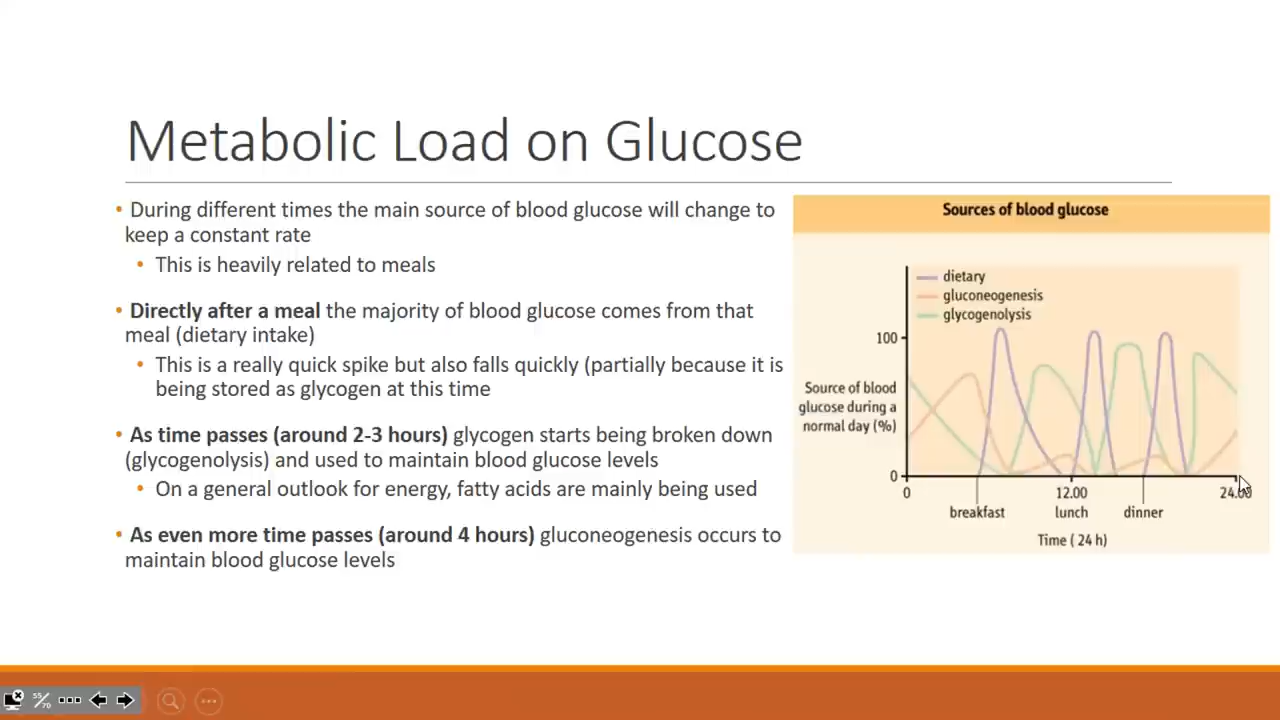 Metabolic Load on Glucose
• During different times the main source of blood glucose will change to
keep a constant rate
• This is heavily related to meals
• Directly after a meal the majority of blood glucose comes from that
meal (dietary intake)
• This is a really quick spike but also falls quickly (partially because it is
being stored as glycogen at this time
• As time passes (around 2-3 hours) glycogen starts being broken down
(glycogenolysis) and used to maintain blood glucose levels
• On a general outlook for energy, fatty acids are mainly being used
• As even more time passes (around 4 hours) gluconeogenesis occurs to
maintain blood glucose levels
Sources of blood glucose
dietary
gluconeogenesis
glycogenolysis
100
Source of blood
glucose during a
normal day (%)
0
0 12.00 24.00
breakfast lunch dinner
Time ( 24 h)
55/70